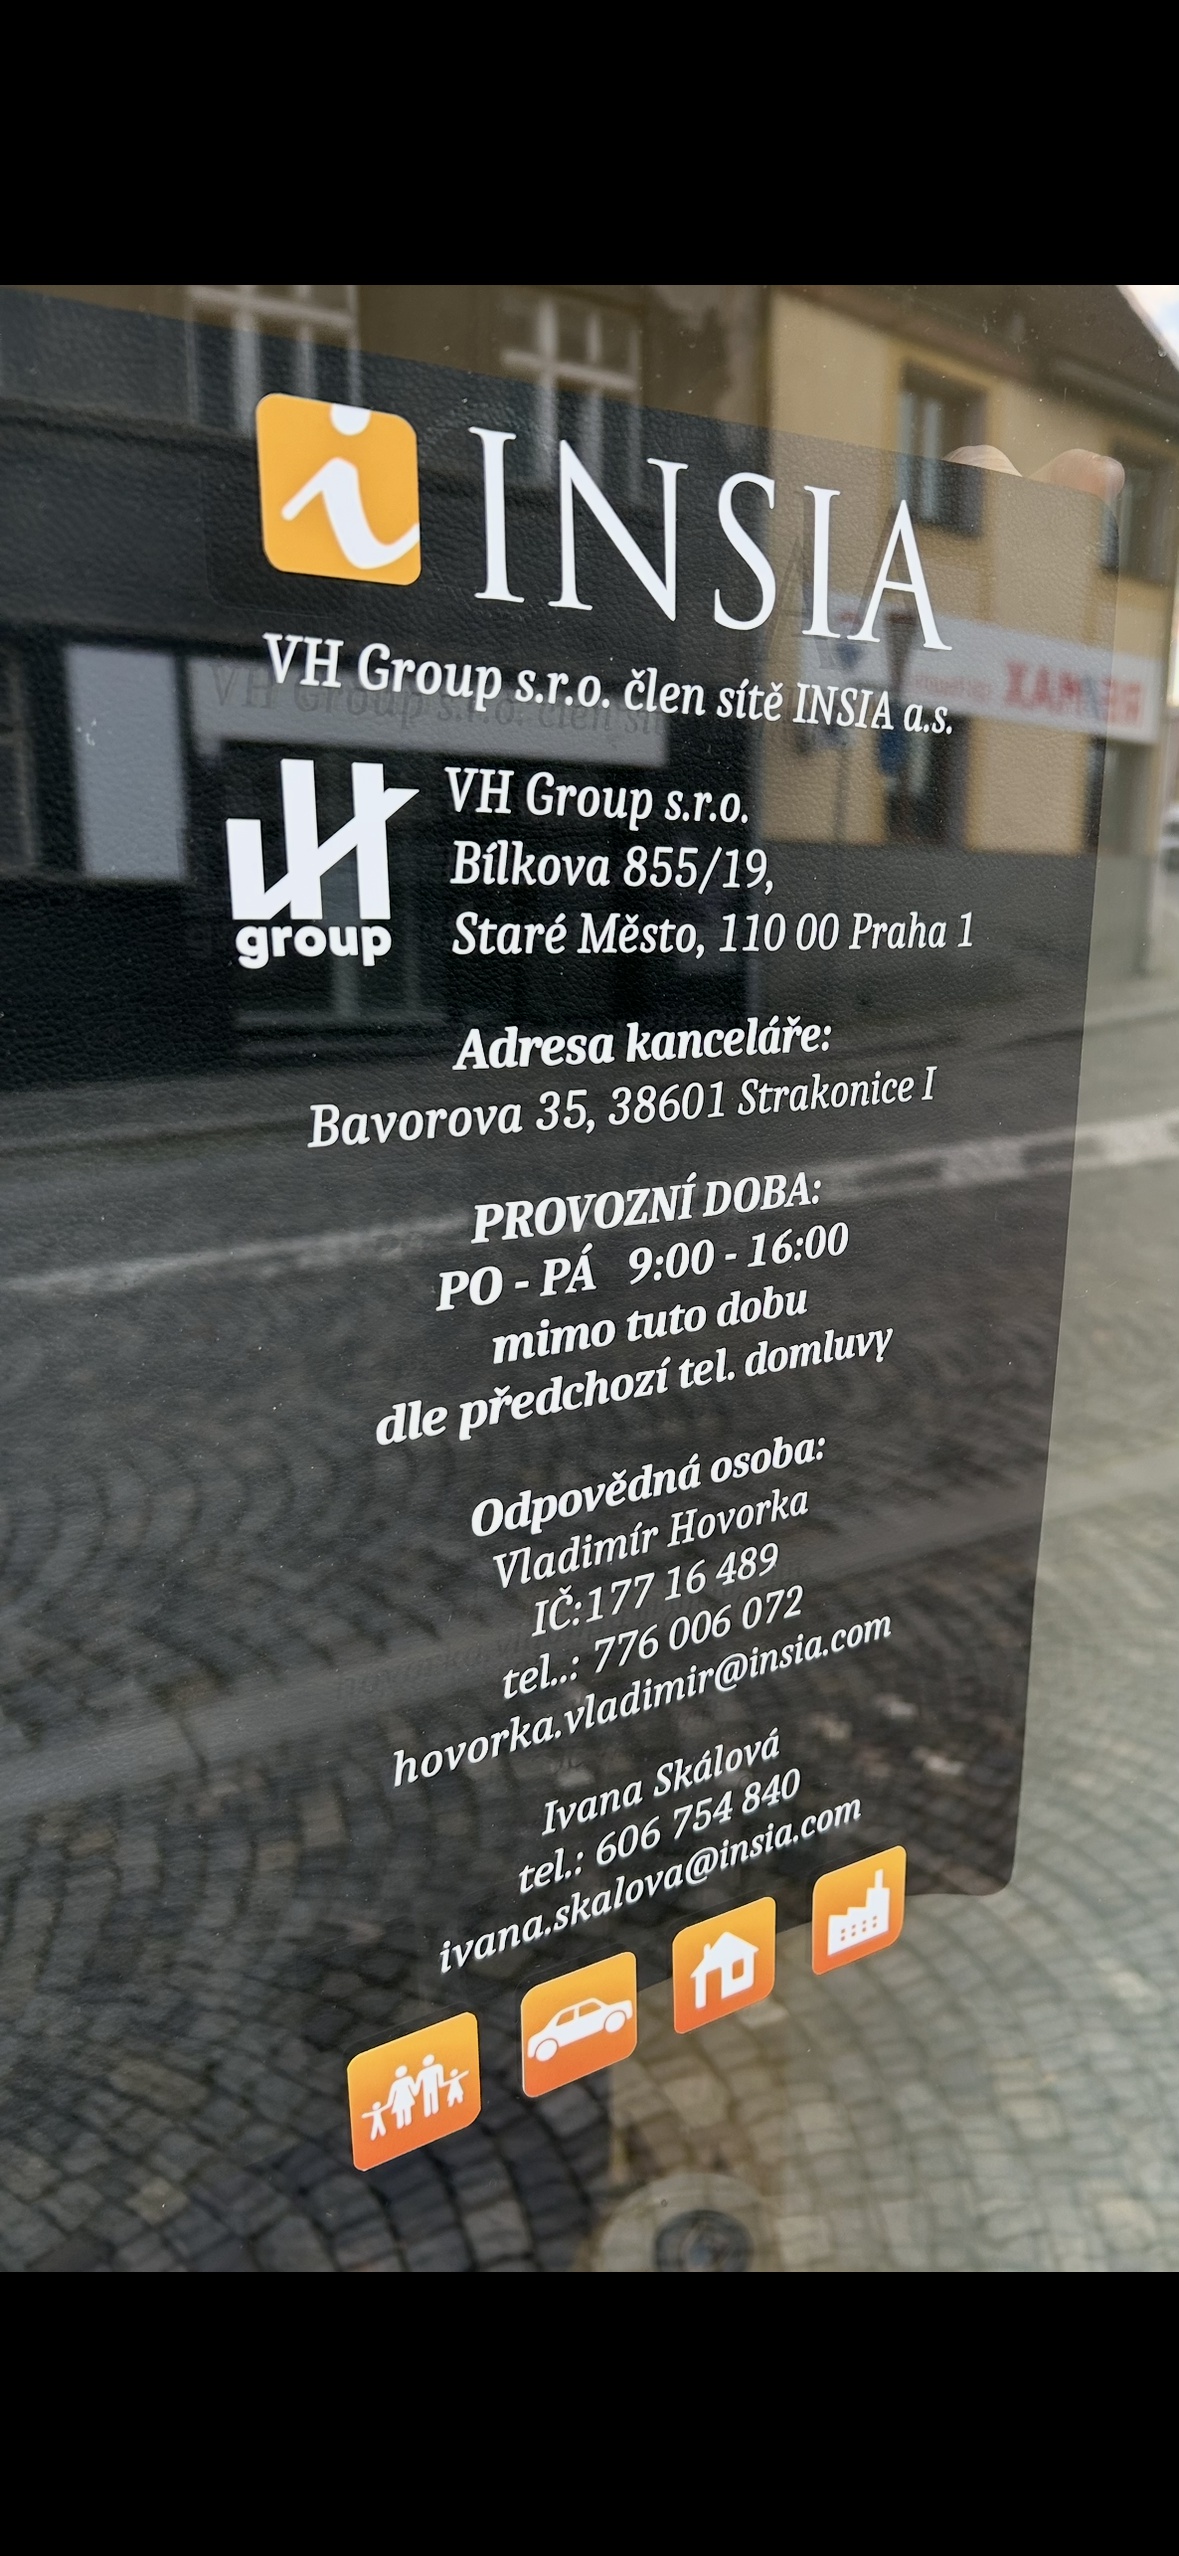 INSIA
VH Group s.r.o. člen sítě INSIA a.s.
VH
group
VH Group s.r.o.
Bílkova 855/19,
Staré Město, 110 00 Praha 1
Adresa kanceláře:
Bavorova 35, 38601 Strakonice I
PROVOZNÍ DOBA:
PO - PÁ 9:00 - 16:00
mimo tuto dobu
dle předchozí tel. domluvy
Odpovědná osoba:
Vladimír Hovorka
IČ:177 16 489
tel..: 776 006 072
hovorka.vladimir@insia.com
Ivana Skálová
tel.: 606 754 840
ivana.skalova@insia.com